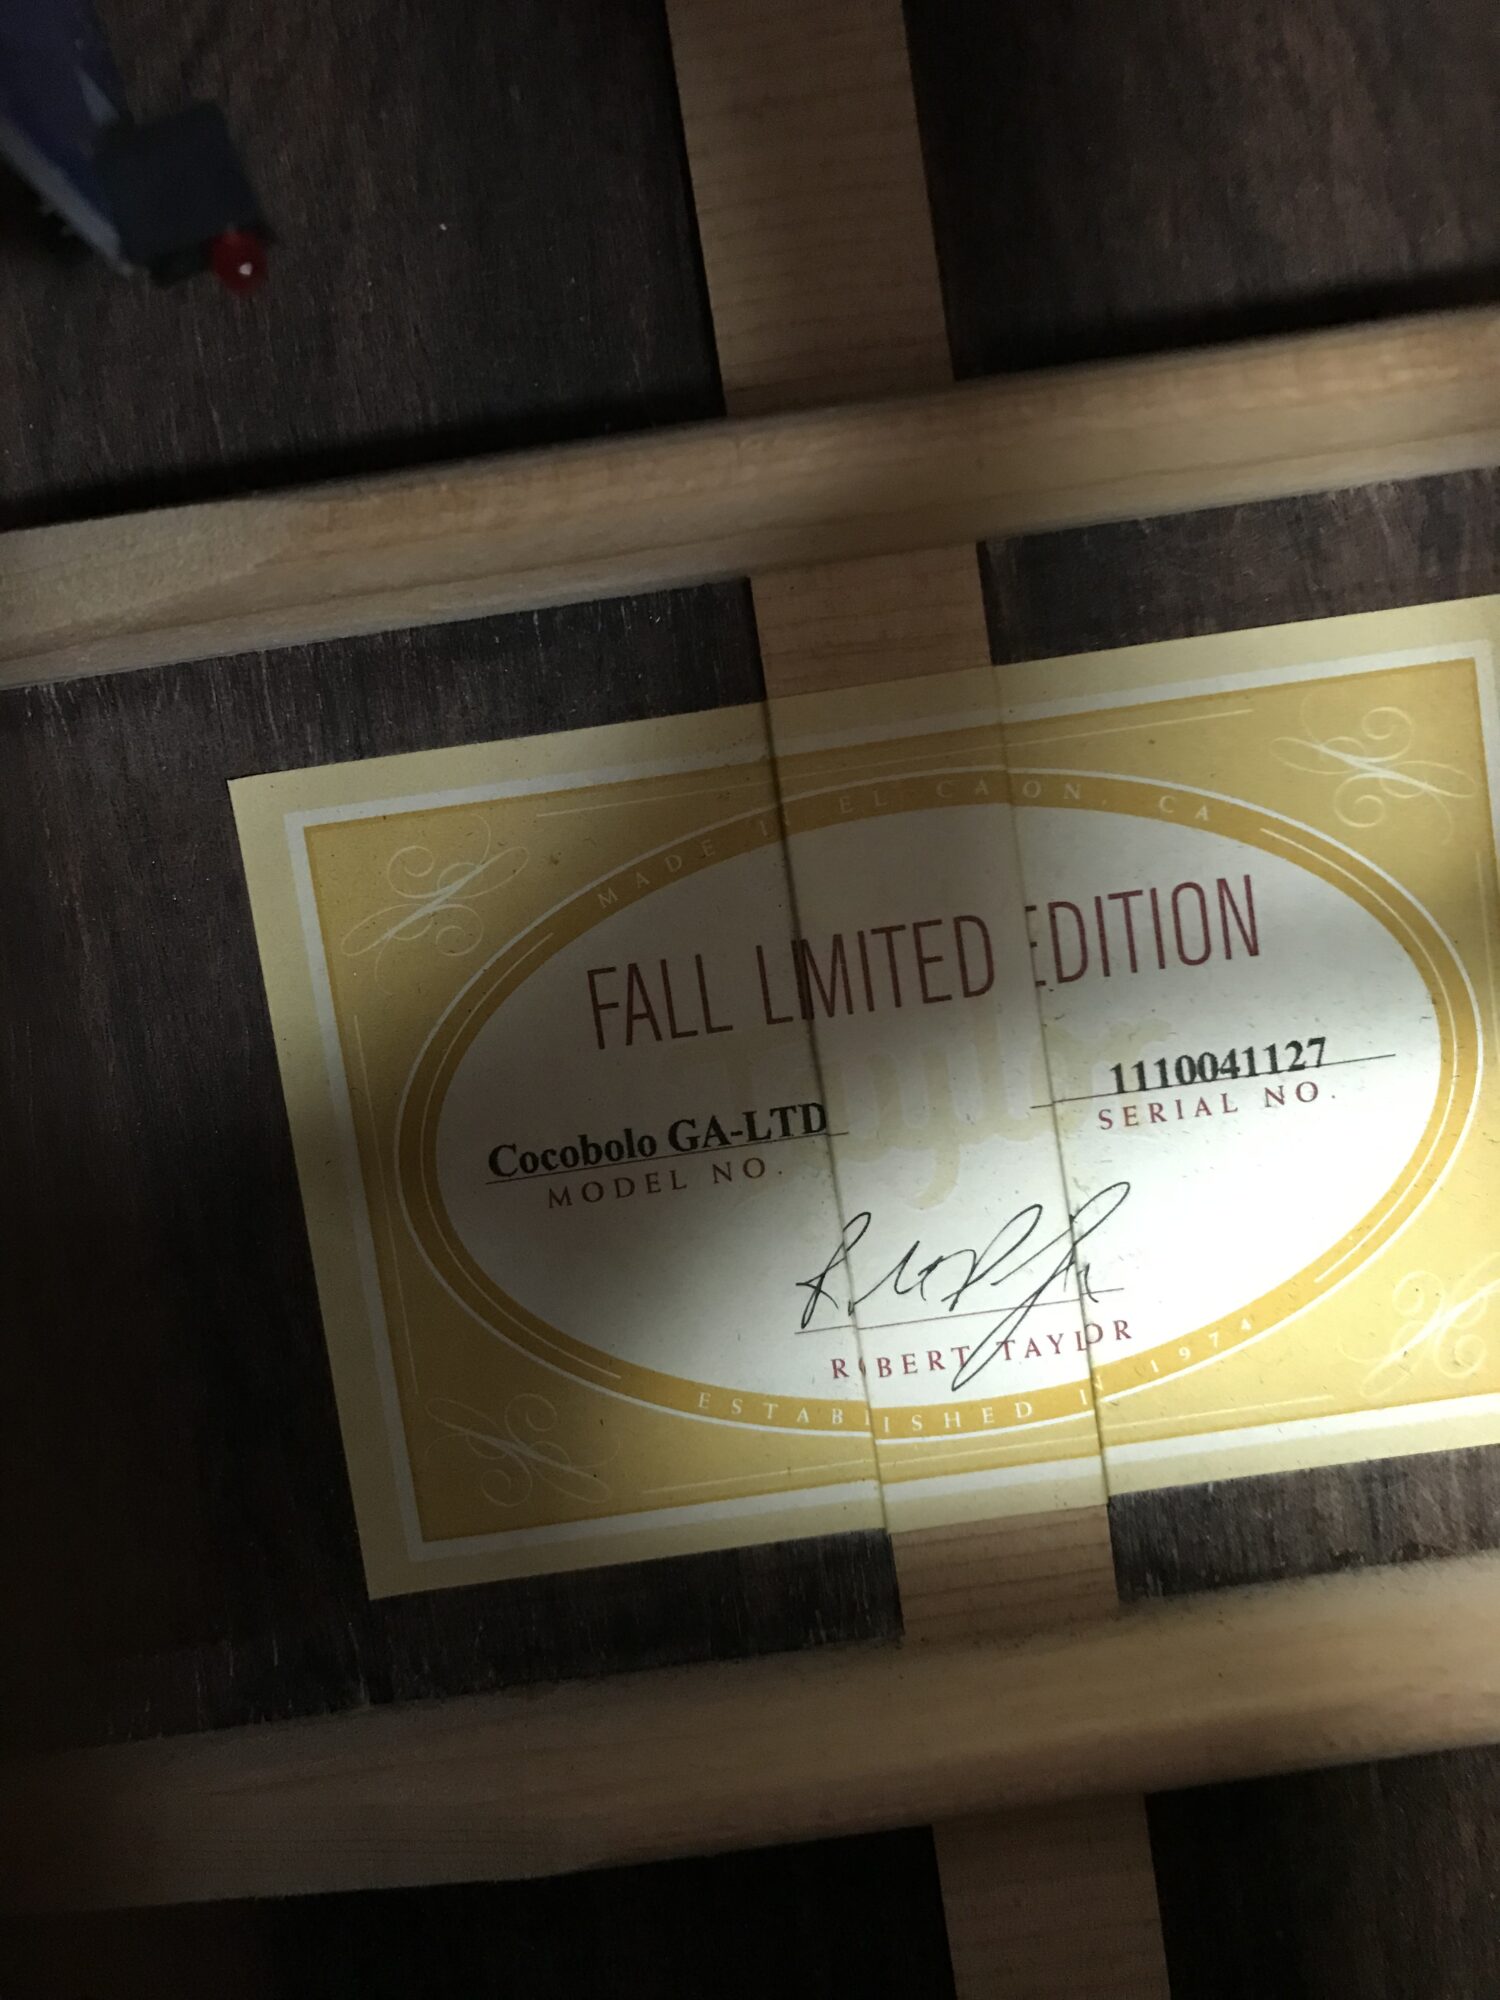 MADE IN EL CAJON, CA
FALL LIMITED EDITION
Cocobolo GA-LTD
MODEL NO.
1110041127
SERIAL NO.
Taylor
ROBERT TAYLOR
ESTABLISHED IN 1974